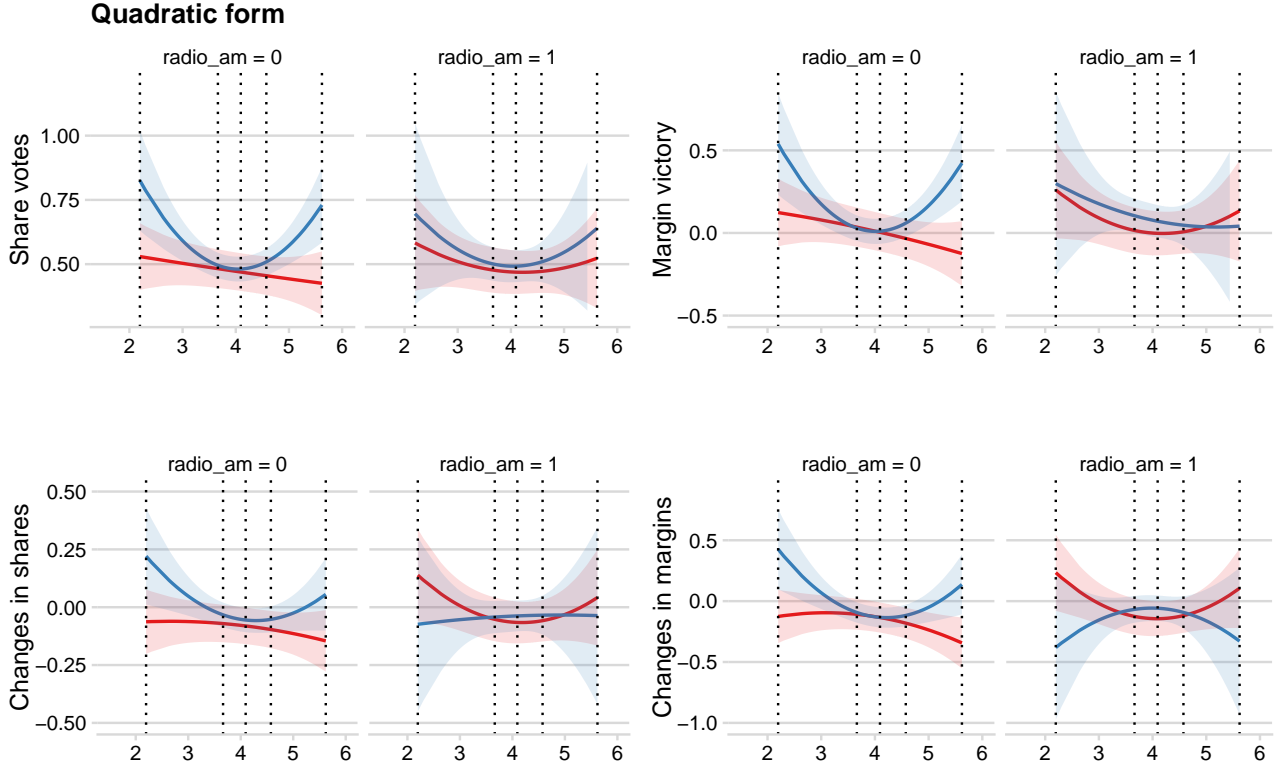 Quadratic form
radio_am = 0
radio_am = 1
Share votes
1.00
0.75
0.50
2 3 4 5 6
2 3 4 5 6
radio_am = 0
radio_am = 1
Margin victory
0.5
0.0
−0.5
2 3 4 5 6
2 3 4 5 6
radio_am = 0
radio_am = 1
Changes in shares
0.50
0.25
0.00
−0.25
−0.50
2 3 4 5 6
2 3 4 5 6
radio_am = 0
radio_am = 1
Changes in margins
0.5
0.0
−0.5
−1.0
2 3 4 5 6
2 3 4 5 6